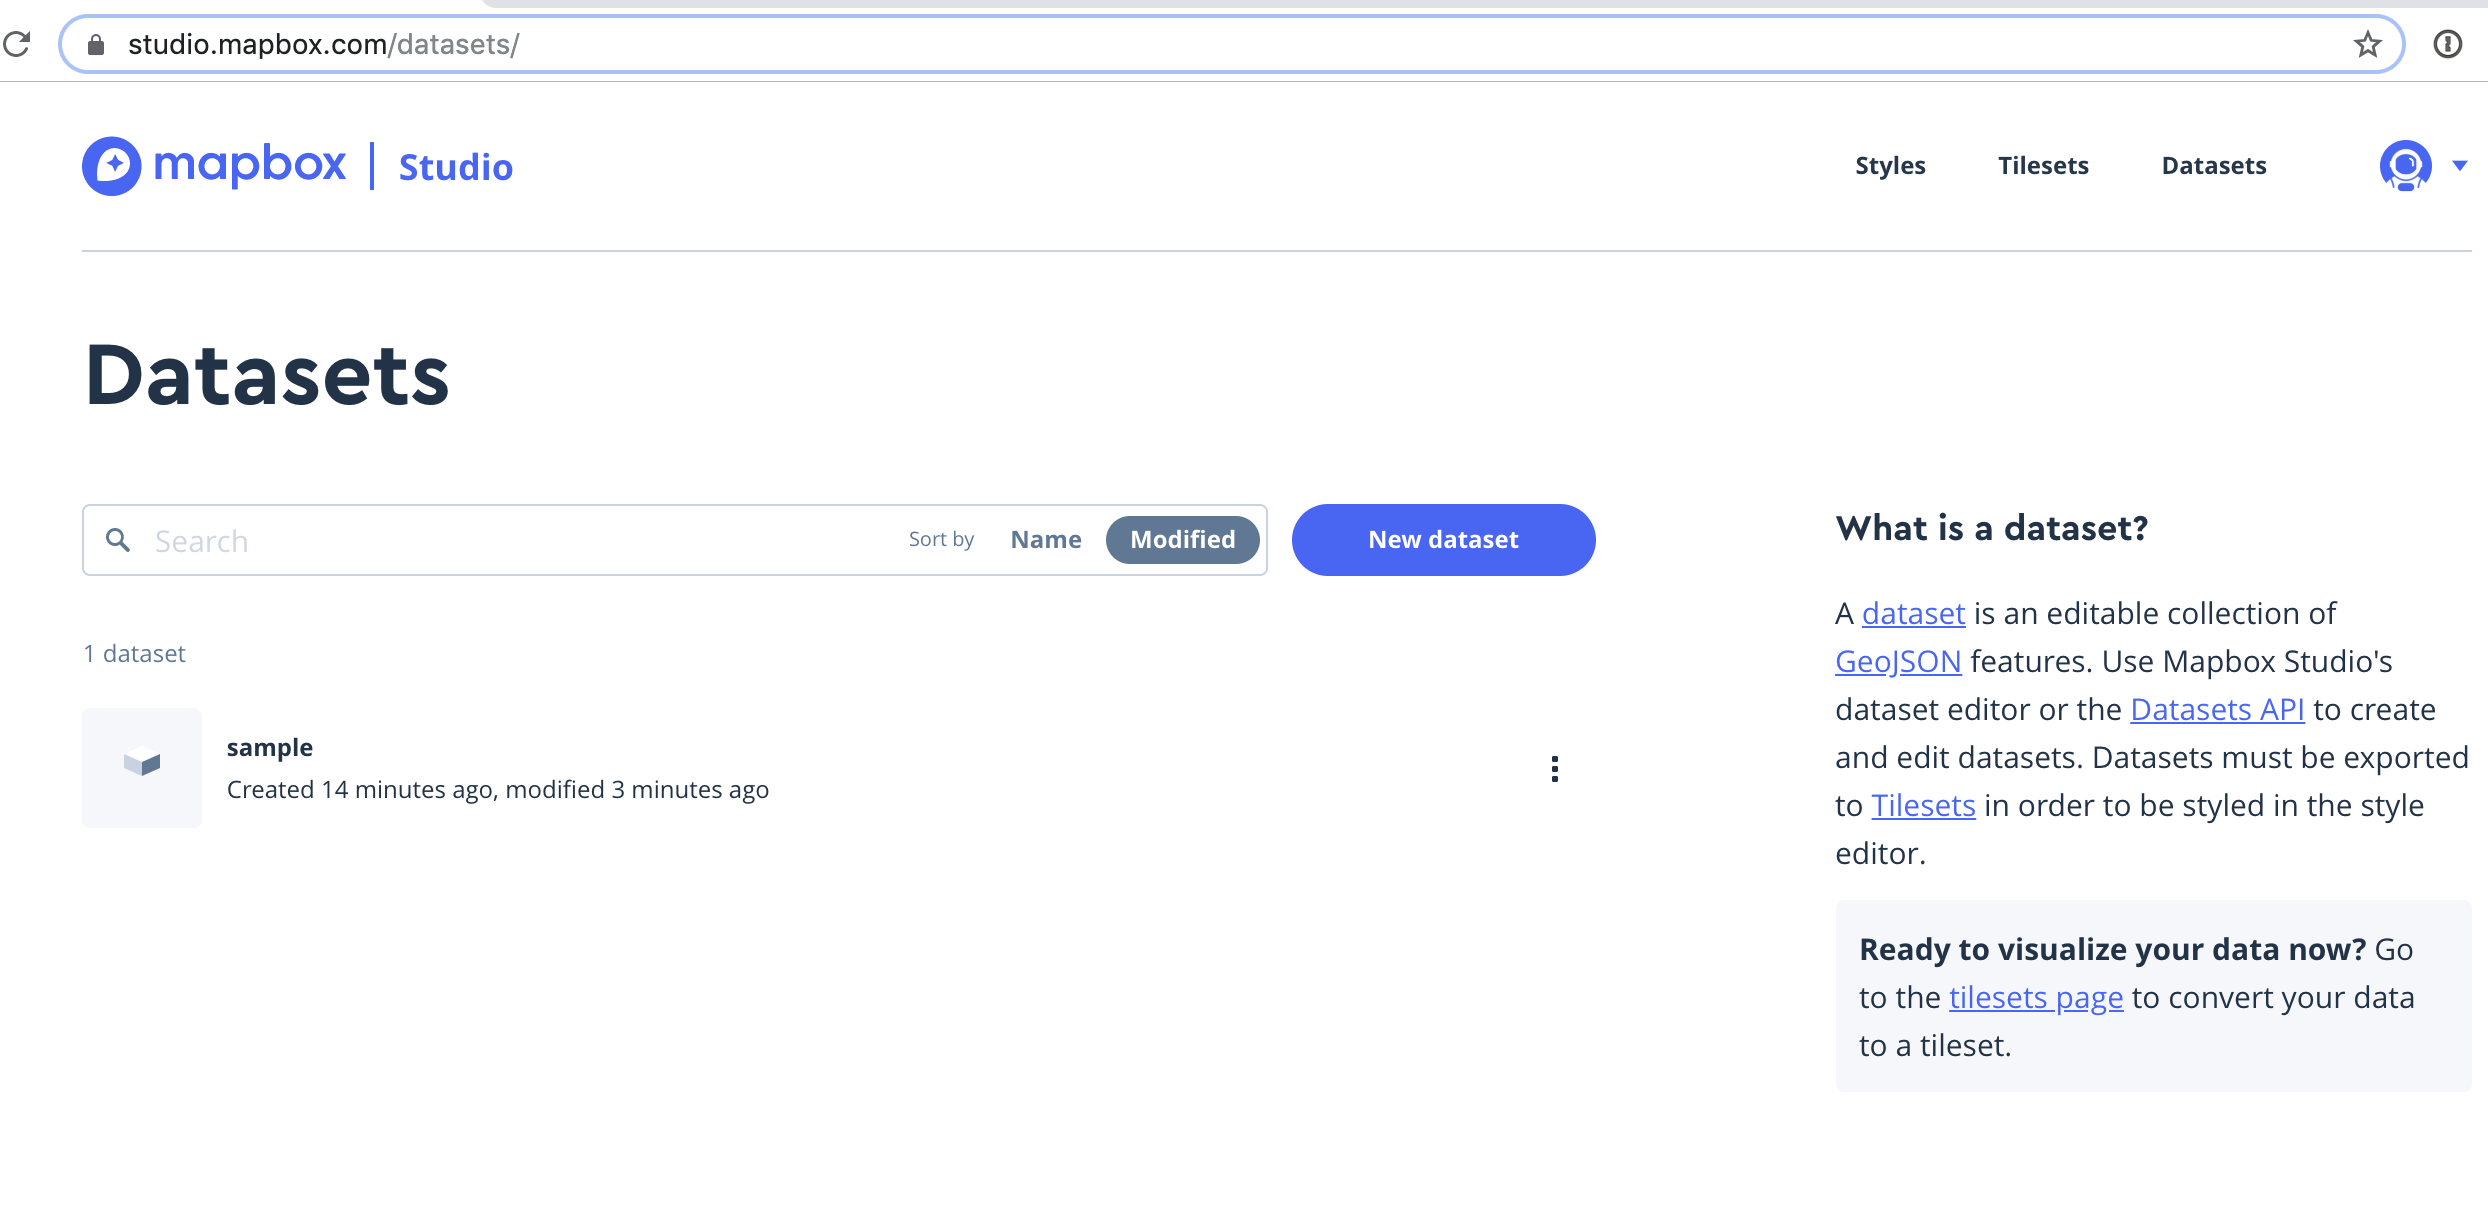 studio.mapbox.com/datasets/
mapbox | Studio
Styles Tilesets Datasets
Datasets
Search Sort by Name Modified New dataset
1 dataset
sample
Created 14 minutes ago, modified 3 minutes ago
What is a dataset?
A dataset is an editable collection of
GeoJSON features. Use Mapbox Studio's
dataset editor or the Datasets API to create
and edit datasets. Datasets must be exported
to Tilesets in order to be styled in the style
editor.
Ready to visualize your data now? Go
to the tilesets page to convert your data
to a tileset.